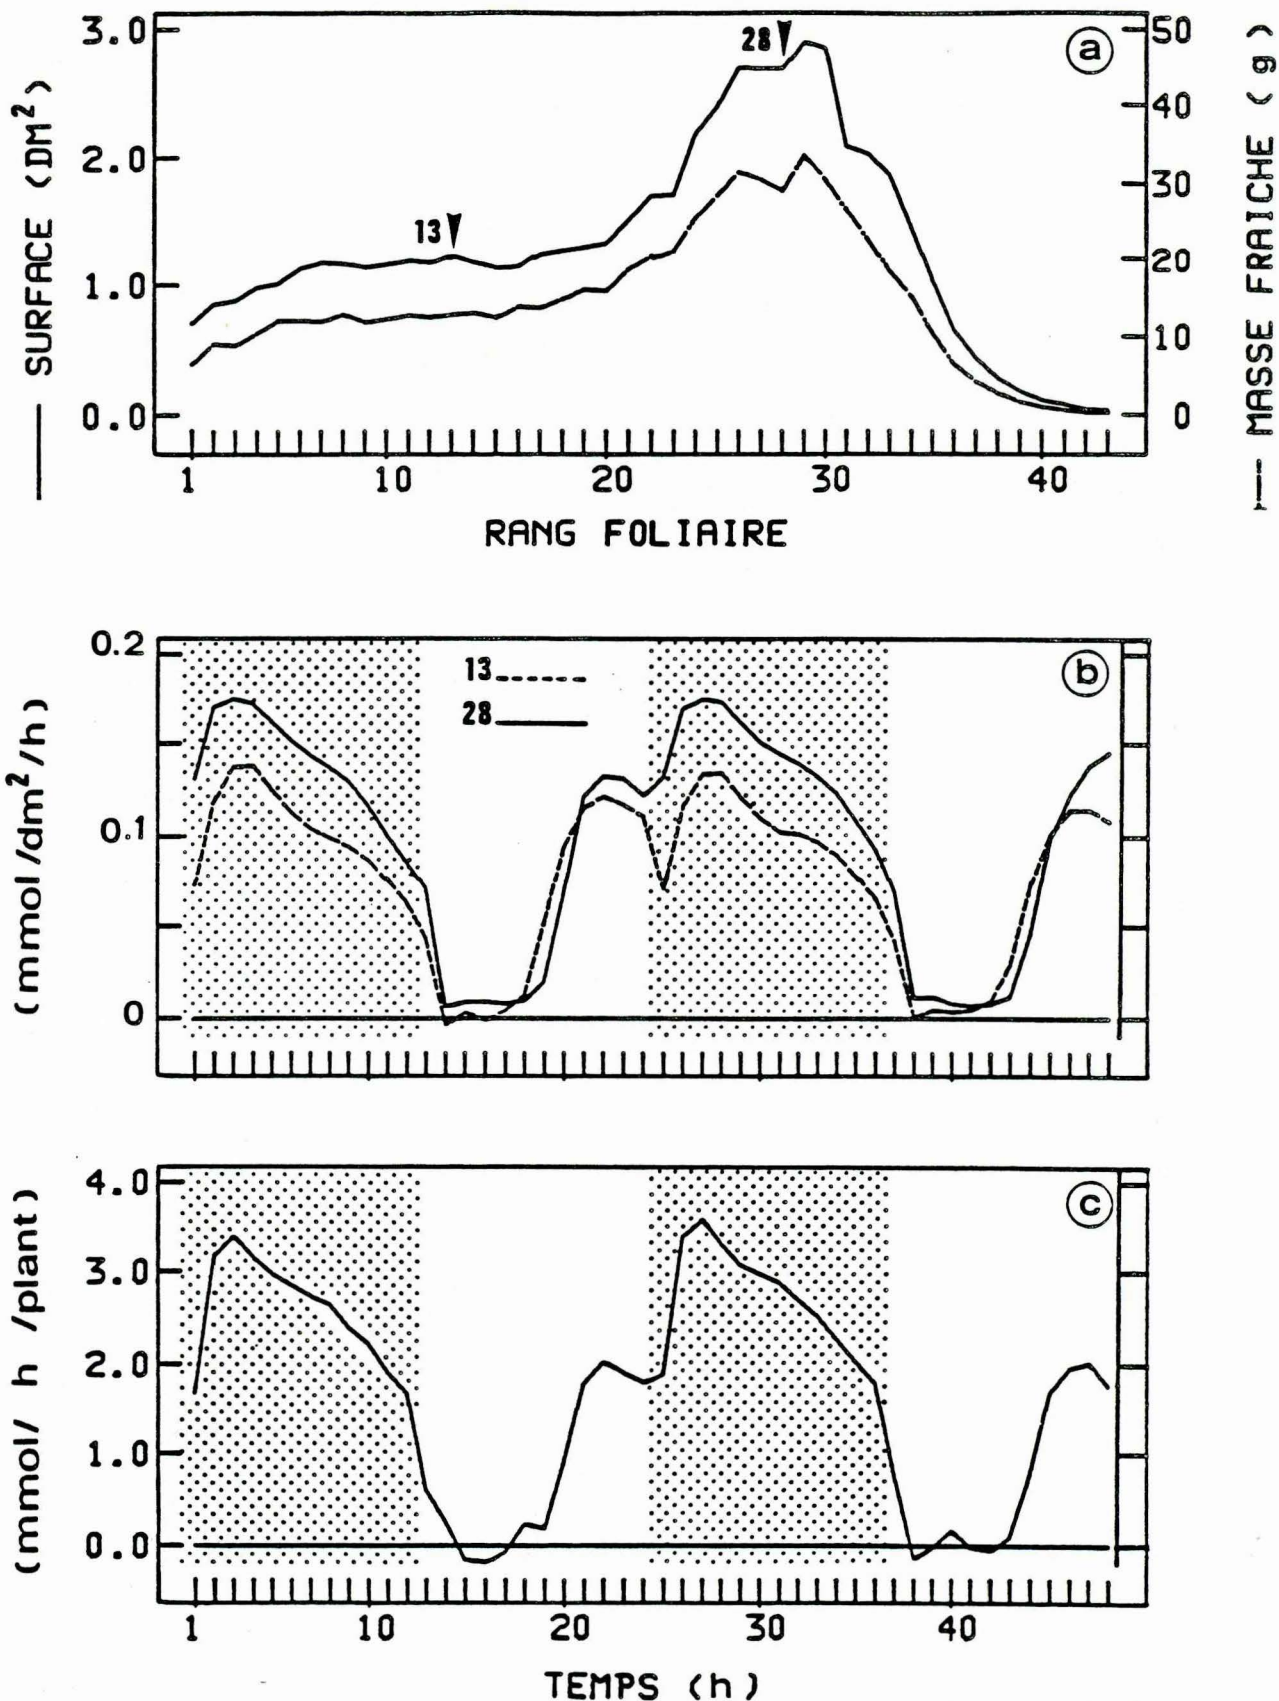 3.0
2.0
1.0
0.0
SURFACE (DM²)
50
40
30
20
10
0
MASSE FRAICHE (g)
13
28
a
1 10 20 30 40
RANG FOLIAIRE
0.2
0.1
0
(mmol/dm²/h)
13
28
b
4.0
3.0
2.0
1.0
0.0
(mmol/ h /plant)
c
1 10 20 30 40
TEMPS (h)